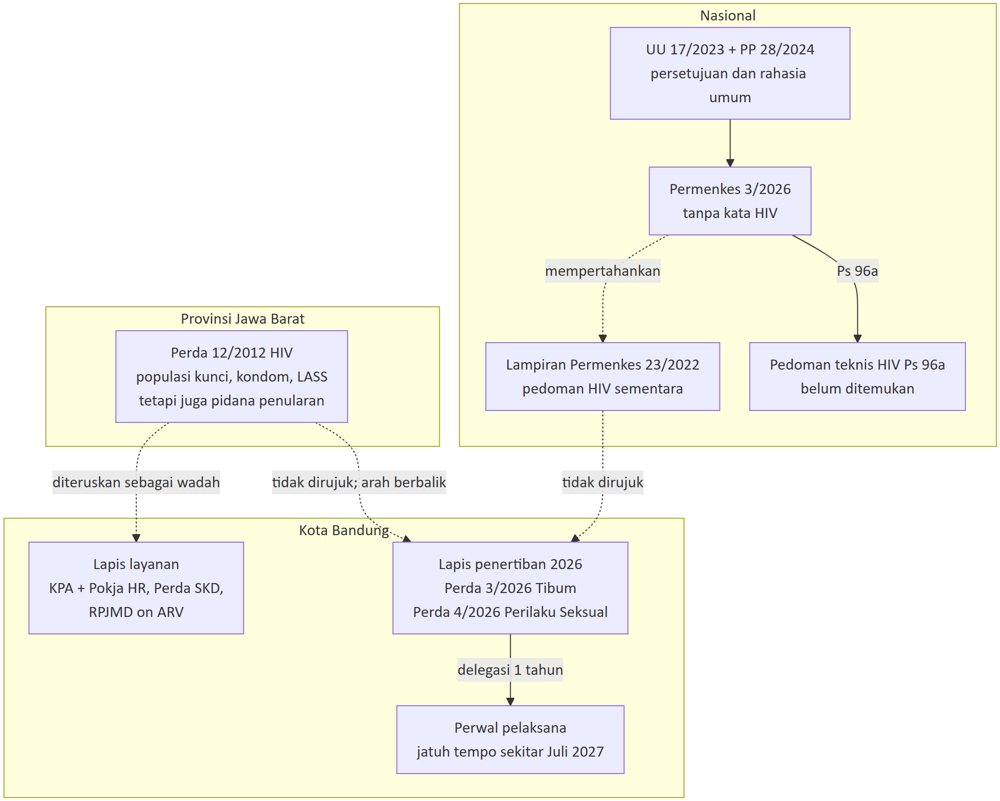 Nasional
UU 17/2023 + PP 28/2024
persetujuan dan rahasia
umum
Permenkes 3/2026
tanpa kata HIV
mempertahankan
Ps 96a
Provinsi Jawa Barat
Perda 12/2012 HIV
populasi kunci, kondom, LASS
tetapi juga pidana penularan
Lampiran Permenkes 23/2022
pedoman HIV sementara
Pedoman teknis HIV Ps 96a
belum ditemukan
diteruskan sebagai wadah
tidak dirujuk; arah berbalik
tidak dirujuk
Kota Bandung
Lapis layanan
KPA + Pokja HR, Perda SKD,
RPJMD on ARV
Lapis penertiban 2026
Perda 3/2026 Tibum
Perda 4/2026 Perilaku Seksual
delegasi 1 tahun
Perwal pelaksana
jatuh tempo sekitar Juli 2027